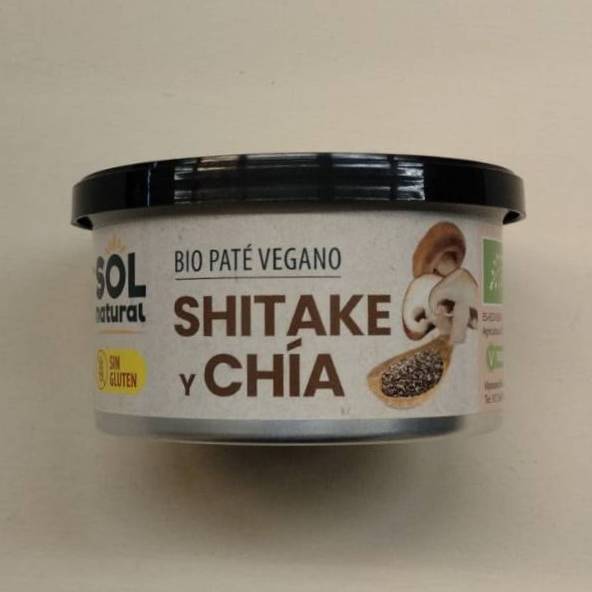 SOL
natural
SIN
GLUTEN
BIO PATÉ VEGANO
SHITAKE
Y CHÍA